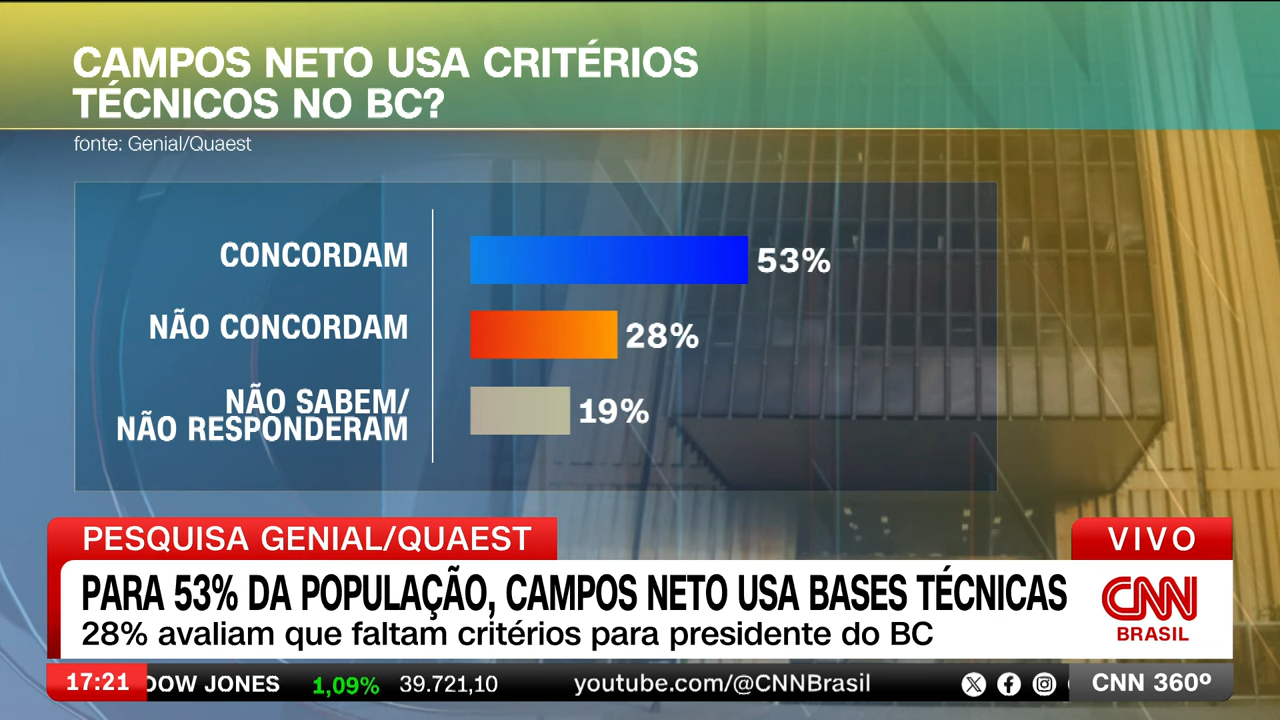 CAMPOS NETO USA CRITÉRIOS
TÉCNICOS NO BC?
fonte: Genial/Quaest
CONCORDAM
53%
NÃO CONCORDAM
28%
NÃO SABEM/
NÃO RESPONDERAM
19%
PESQUISA GENIAL/QUAEST
VIVO
PARA 53% DA POPULAÇÃO, CAMPOS NETO USA BASES TÉCNICAS
28% avaliam que faltam critérios para presidente do BC
CNN
BRASIL
17:21 DOW JONES 1,09% 39.721,10 youtube.com/@CNNBrasil CNN 360º